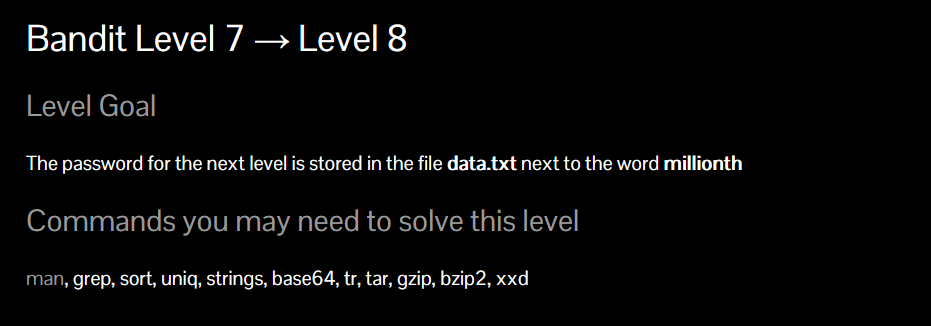 Bandit Level 7 → Level 8
Level Goal
The password for the next level is stored in the file data.txt next to the word millionth
Commands you may need to solve this level
man, grep, sort, uniq, strings, base64, tr, tar, gzip, bzip2, xxd